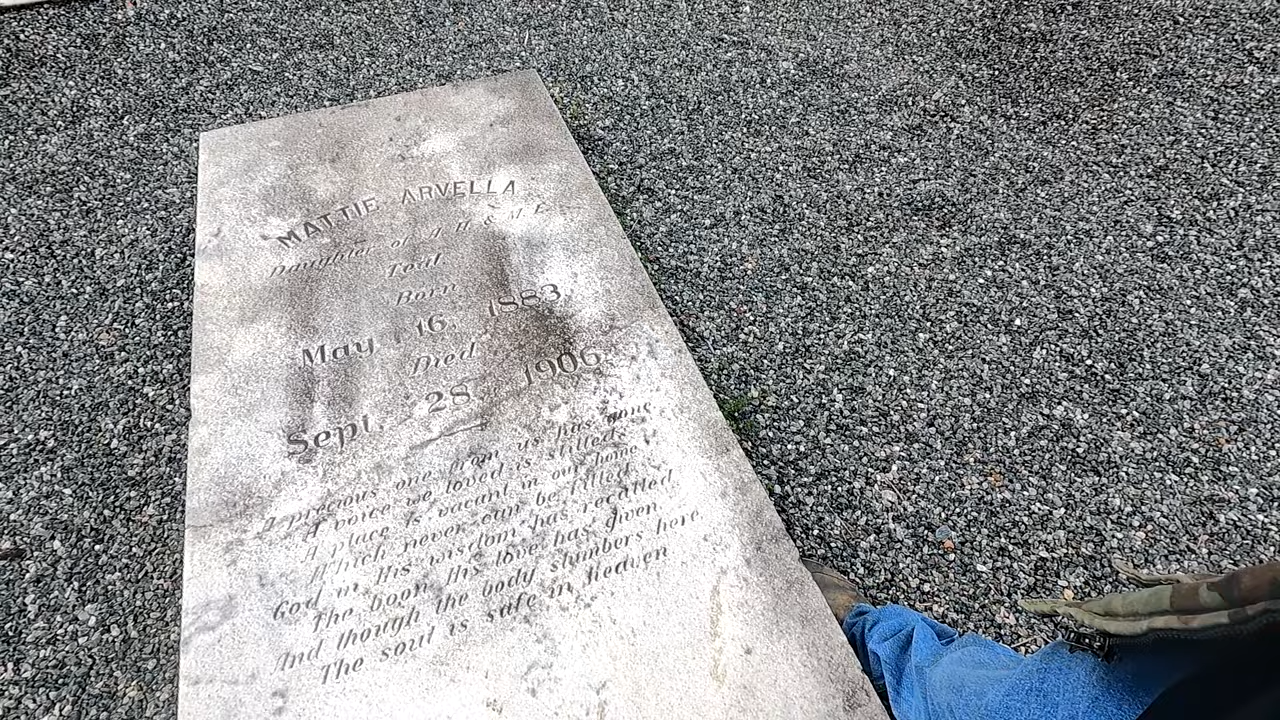 MATTIE ARVELLA
Daughter of A. H. & M. E.
Born
May 16, 1883
Died
Sept. 28, 1906
A precious one from us has gone
A voice we loved is stilled
A place is vacant in our home
Which never can be filled.
God in His wisdom has recalled
The boon His love has given
And though the body slumbers here
The soul is safe in Heaven